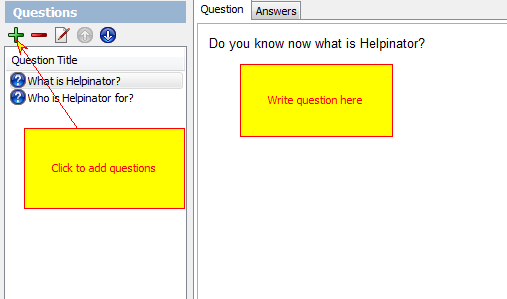 Questions
Question Title
What is Helpinator?
Who is Helpinator for?
Click to add questions
Question Answers
Do you know now what is Helpinator?
Write question here